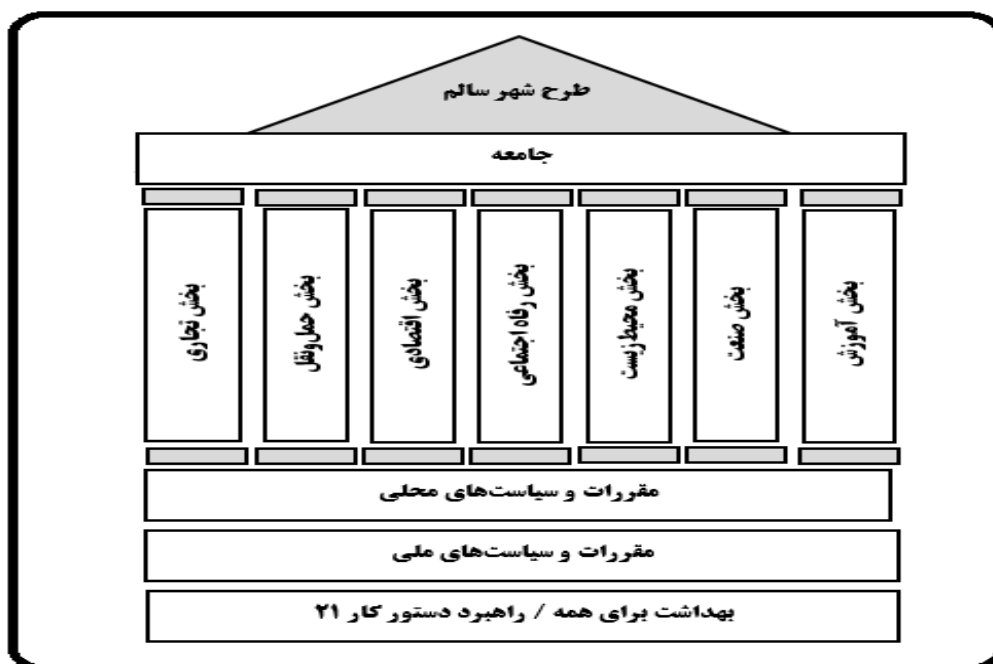 طرح شهر سالم
جامعه
بخش آموزش
بخش صنعت
بخش محیط‌زیست
بخش رفاه اجتماعی
بخش اقتصادی
بخش حمل‌ونقل
بخش تجاری
مقررات و سیاست‌های محلی
مقررات و سیاست‌های ملی
بهداشت برای همه / راهبرد دستور کار ۲۱